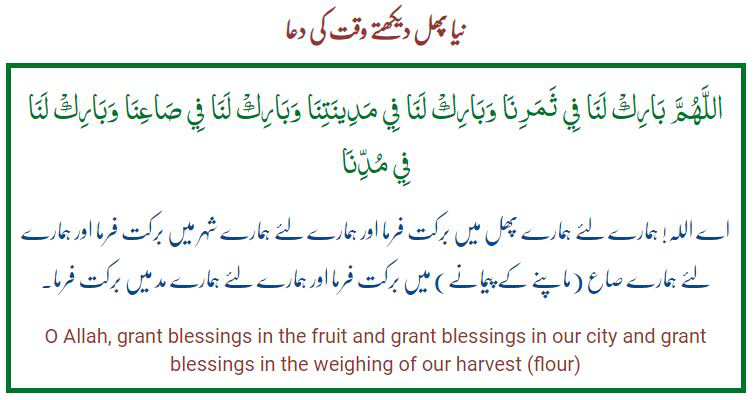 نیا پھل دیکھتے وقت کی دعا
اللَّهُمَّ بَارِكْ لَنَا فِي ثَمَرِنَا وَبَارِكْ لَنَا فِي مَدِينَتِنَا وَبَارِكْ لَنَا فِي صَاعِنَا وَبَارِكْ لَنَا
فِي مُدِّنَا
اے اللہ! ہمارے لئے ہمارے پھل میں برکت فرما اور ہمارے لئے ہمارے شہر میں برکت فرما اور ہمارے
لئے ہمارے صاع (ماپنے کے پیمانے) میں برکت فرما اور ہمارے لئے ہمارے مد میں برکت فرما۔
O Allah, grant blessings in the fruit and grant blessings in our city and grant
blessings in the weighing of our harvest (flour)